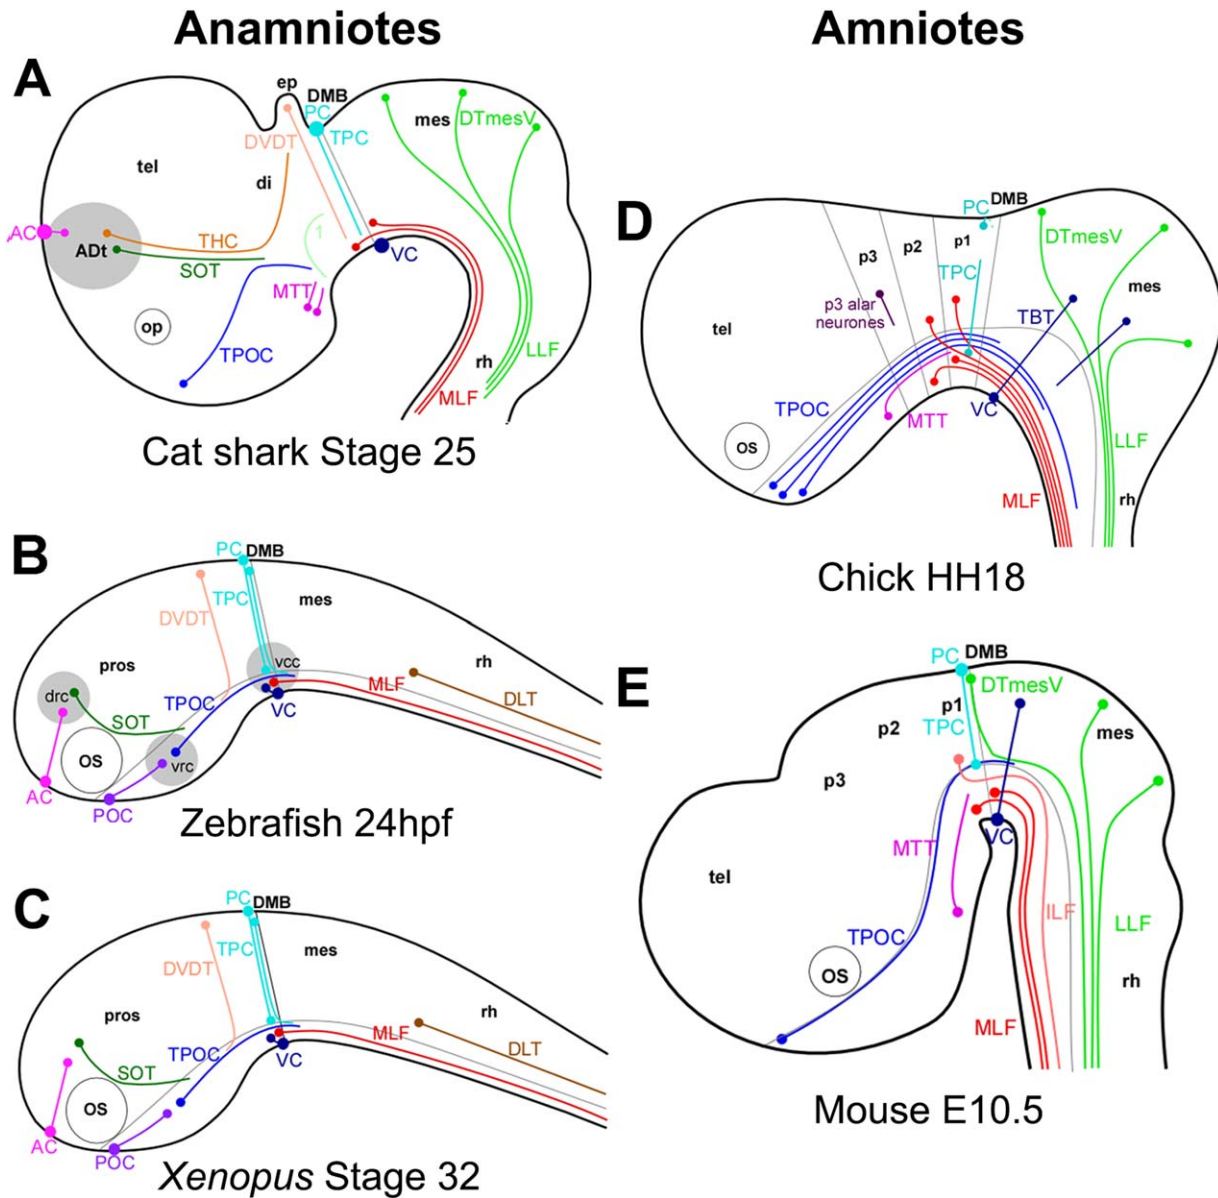 Anamniotes
Amniotes
A
ep
DMB
PC
TPC
DVDT
mes
DTmesV
tel
di
AC
ADt
THC
SOT
1
VC
MTT
op
TPOC
rh
LLF
MLF
Cat shark Stage 25
B
PC DMB
TPC
mes
DVDT
pros
vcc
rh
drc
TPOC
MLF
SOT
VC
DLT
OS
vrc
AC
POC
Zebrafish 24hpf
C
PC
DMB
TPC
mes
DVDT
pros
rh
TPOC
MLF
SOT
VC
DLT
OS
AC
POC
Xenopus Stage 32
D
PC
DMB
DTmesV
p1
p2
p3
TPC
mes
p3 alar
neurones
TBT
tel
TPOC
VC
MTT
OS
LLF
MLF
rh
Chick HH18
E
PC
DMB
DTmesV
p1
p2
TPC
mes
p3
VC
MTT
tel
ILF
LLF
TPOC
OS
rh
MLF
Mouse E10.5